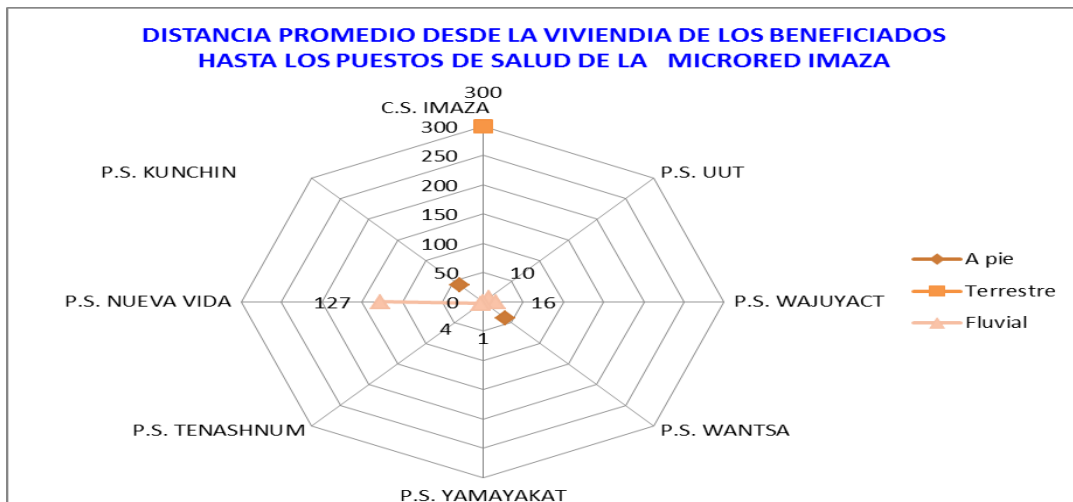 DISTANCIA PROMEDIO DESDE LA VIVIENDIA DE LOS BENEFICIADOS
HASTA LOS PUESTOS DE SALUD DE LA MICRORED IMAZA
300
C.S. IMAZA
300
250
200
150
100
50
0
P.S. KUNCHIN
P.S. UUT
10
P.S. NUEVA VIDA
127
16
P.S. WAJUYACT
4
1
P.S. TENASHNUM
P.S. WANTSA
P.S. YAMAYAKAT
A pie
Terrestre
Fluvial